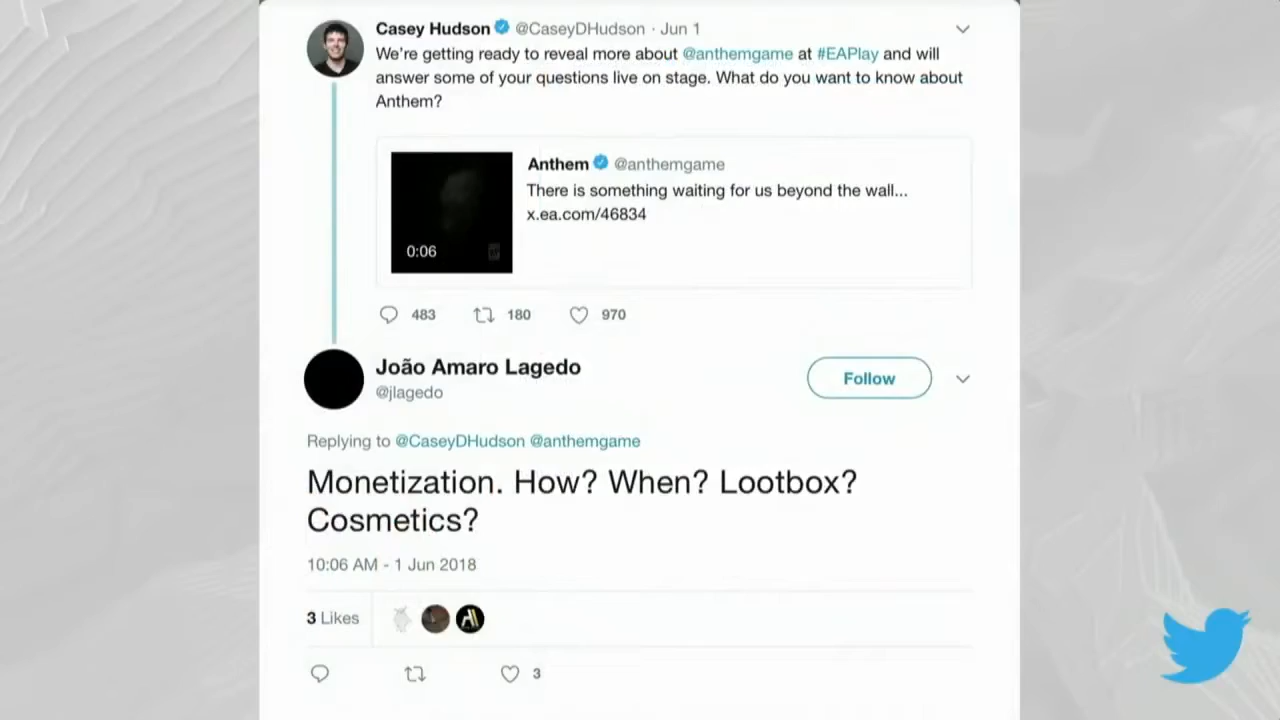 Casey Hudson @CaseyDHudson · Jun 1
We're getting ready to reveal more about @anthemgame at #EAPlay and will
answer some of your questions live on stage. What do you want to know about
Anthem?
Anthem @anthemgame
There is something waiting for us beyond the wall...
x.ea.com/46834
0:06
483 180 970
João Amaro Lagedo
@jlagedo
Follow
Replying to @CaseyDHudson @anthemgame
Monetization. How? When? Lootbox?
Cosmetics?
10:06 AM - 1 Jun 2018
3 Likes
3